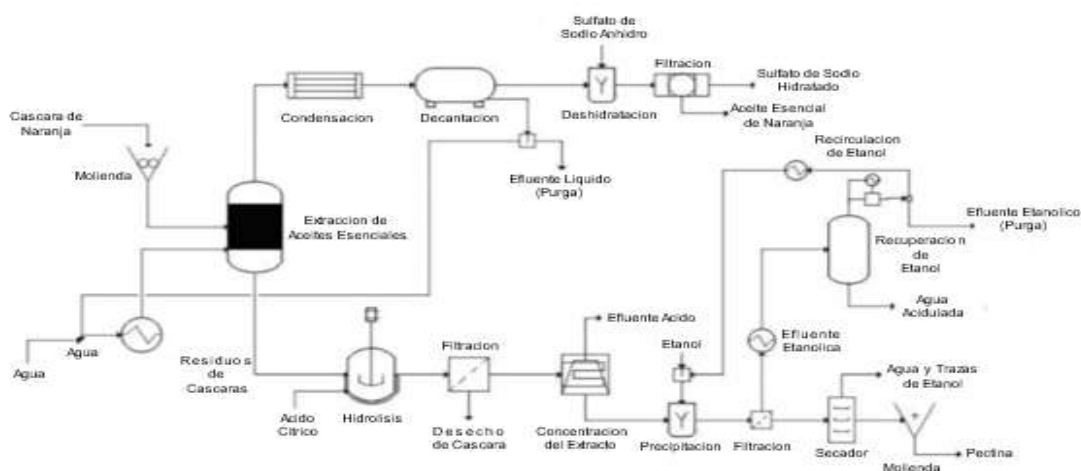 Sulfato de
Sodio Anhidro
Filtracion
Sulfato de Sodio
Hidratado
Aceite Esencial
de Naranja
Condensacion
Decantacion
Deshidratacion
Cascara de
Naranja
Molienda
Recirculacion
de Etanol
Efluente Liquido
(Purga)
Extraccion de
Aceites Esenciales
Efluente Etanolico
(Purga)
Recuperacion
de
Etanol
Agua
Acidulada
Agua
Agua
Efluente Acido
Efluente
Etanolica
Residuos
de
Cascaras
Filtracion
Etanol
Agua y Trazas
de Etanol
Acido
Citrico
Hidrolisis
Desecho
de Cascara
Concentracion
del Extracto
Precipitacion
Filtracion
Secador
Molienda
Pectina